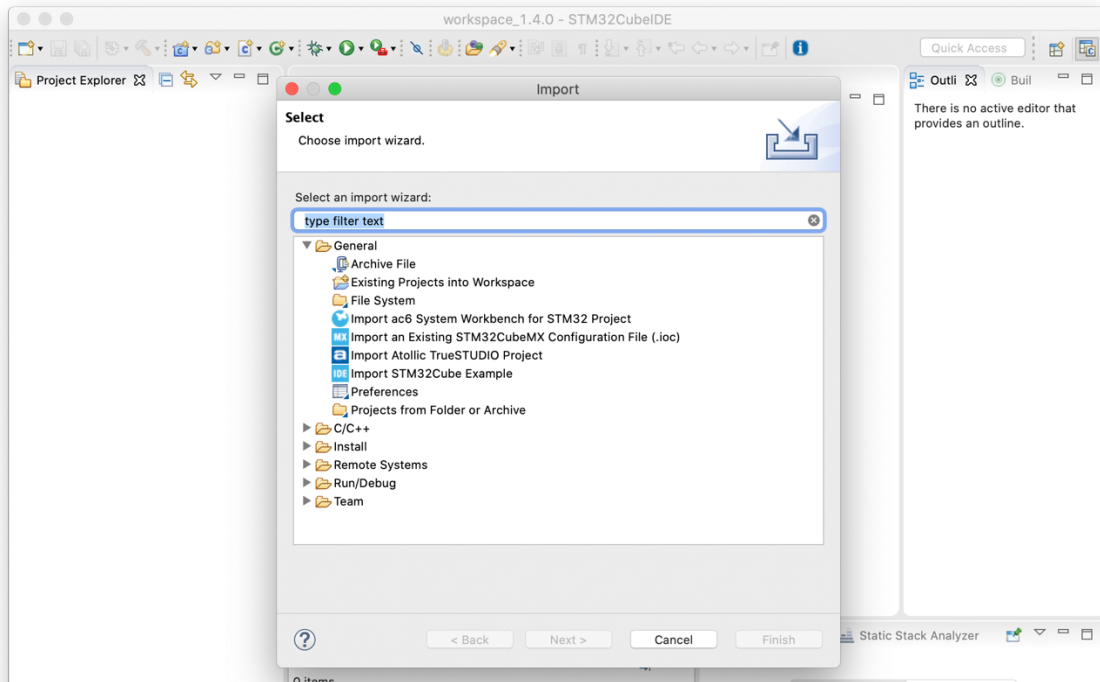 workspace_1.4.0 - STM32CubeIDE
Quick Access
Project Explorer
Outli
Buil
There is no active editor that
provides an outline.
Import
Select
Choose import wizard.
Select an import wizard:
type filter text
General
Archive File
Existing Projects into Workspace
File System
Import ac6 System Workbench for STM32 Project
MX Import an Existing STM32CubeMX Configuration File (.ioc)
a Import Atollic TrueSTUDIO Project
IDE Import STM32Cube Example
Preferences
Projects from Folder or Archive
C/C++
Install
Remote Systems
Run/Debug
Team
?
< Back
Next >
Cancel
Finish
Static Stack Analyzer
0 items